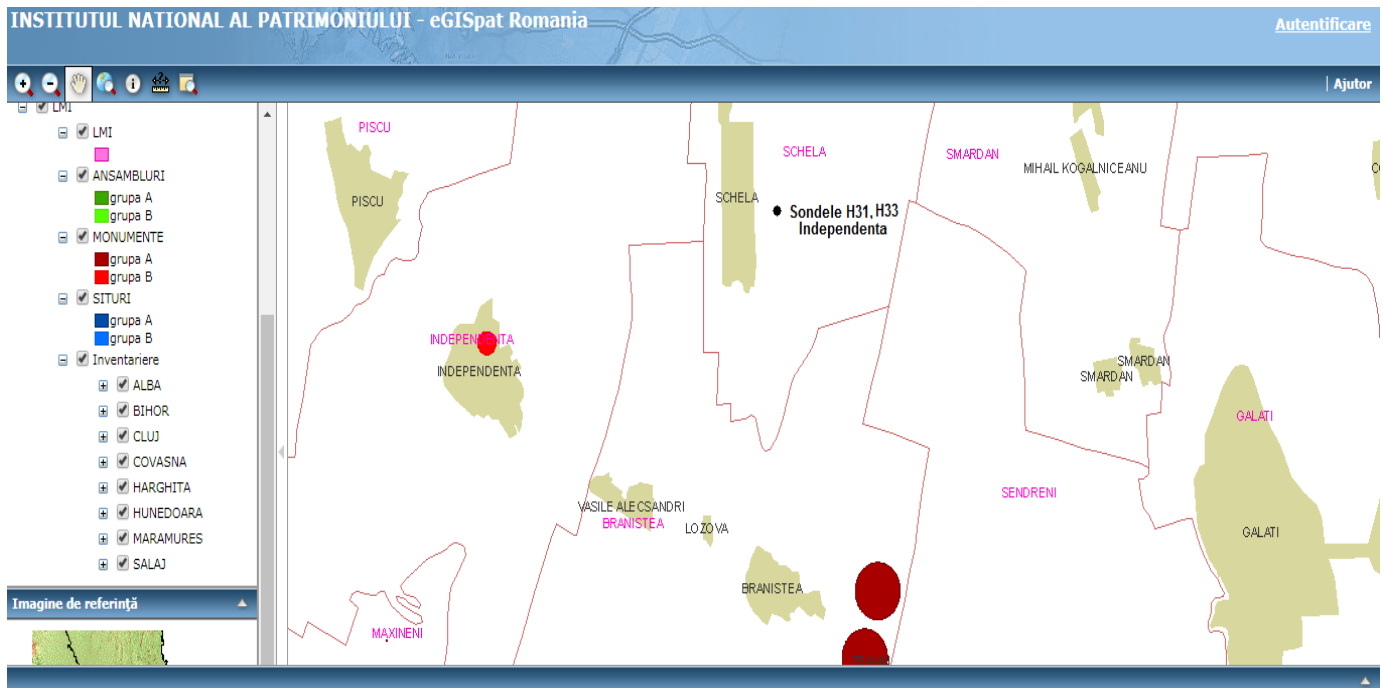 INSTITUTUL NATIONAL AL PATRIMONIULUI - eGISpat Romania
Autentificare
| Ajutor
LMI
LMI
ANSAMBLURI
grupa A
grupa B
MONUMENTE
grupa A
grupa B
SITURI
grupa A
grupa B
Inventariere
ALBA
BIHOR
CLUJ
COVASNA
HARGHITA
HUNEDOARA
MARAMURES
SALAJ
Imagine de referinţă
PISCU
SCHELA
SMARDAN
MIHAIL KOGALNICEANU
PISCU
SCHELA
Sondele H31, H33
Independenta
INDEPENDENTA
INDEPENDENTA
SMARDAN
SMARDAN
GALATI
VASILE ALECSANDRI
BRANISTEA
LOZOVA
SENDRENI
GALATI
BRANISTEA
MAXINENI